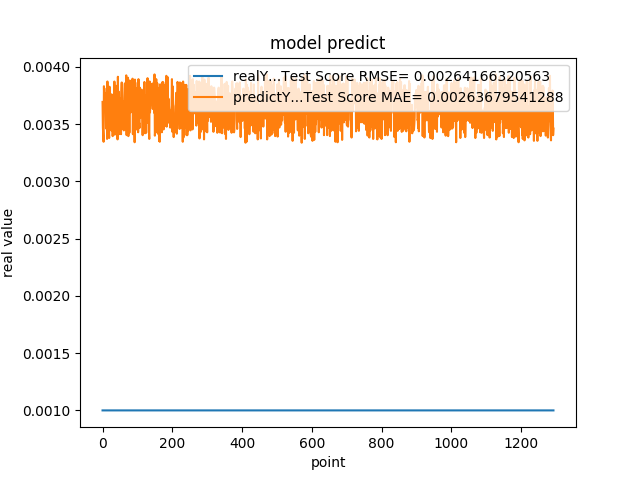 model predict
realY...Test Score RMSE= 0.00264166320563
predictY...Test Score MAE= 0.00263679541288
0.0040
0.0035
0.0030
0.0025
0.0020
0.0015
0.0010
real value
0 200 400 600 800 1000 1200
point